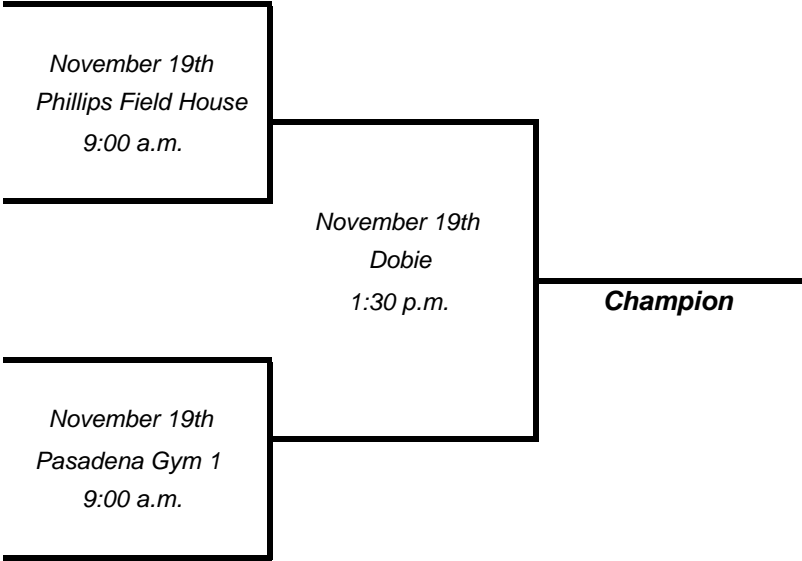 November 19th
Phillips Field House
9:00 a.m.
November 19th
Dobie
1:30 p.m.
Champion
November 19th
Pasadena Gym 1
9:00 a.m.